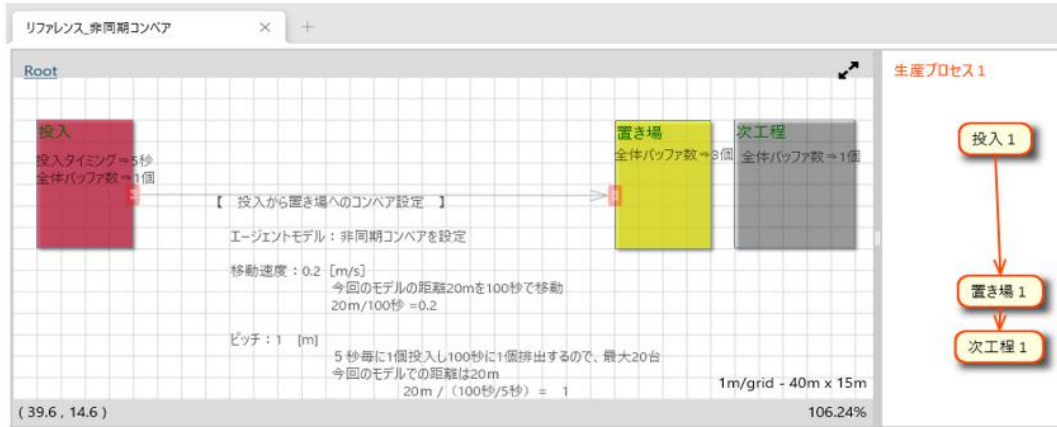 リファレンス_非同期コンベア × +
Root
生産プロセス1
投入
投入タイミング⇒5秒
全体バッファ数⇒1個
置き場
全体バッファ数⇒3個
次工程
全体バッファ数⇒1個
【 投入から置き場へのコンベア設定 】
エージェントモデル：非同期コンベアを設定
移動速度：0.2 [m/s]
今回のモデルの距離20mを100秒で移動
20m/100秒 =0.2
ピッチ：1 [m]
５秒毎に1個投入し100秒に1個排出するので、最大20台
今回のモデルでの距離は20m
20m / （100秒/5秒） = 1
1m/grid - 40m x 15m
( 39.6 , 14.6 )
106.24%
投入1
置き場1
次工程1